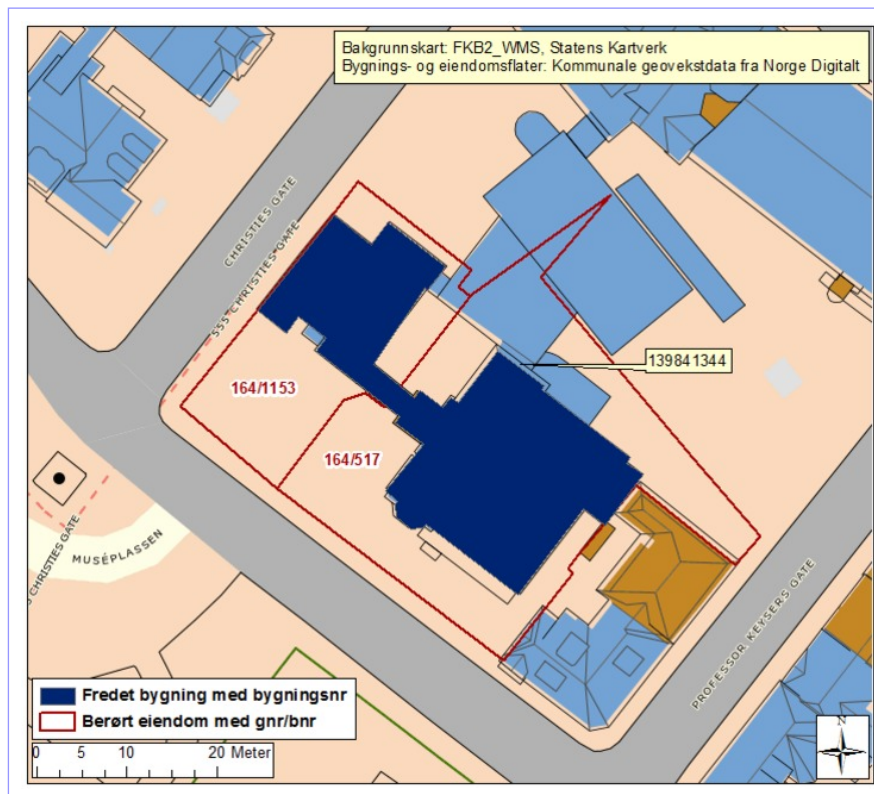 Bakgrunnskart: FKB2_WMS, Statens Kartverk
Bygnings- og eiendomsflater: Kommunale geovekstdata fra Norge Digitalt
CHRISTIES GATE
555 CHRISTIES GATE
139841344
164/1153
164/517
MUSÉPLASSEN
CHRISTIES GATE
PROFESSOR KEYSERS GATE
Fredet bygning med bygningsnr
Berørt eiendom med gnr/bnr
0 5 10 20 Meter
N